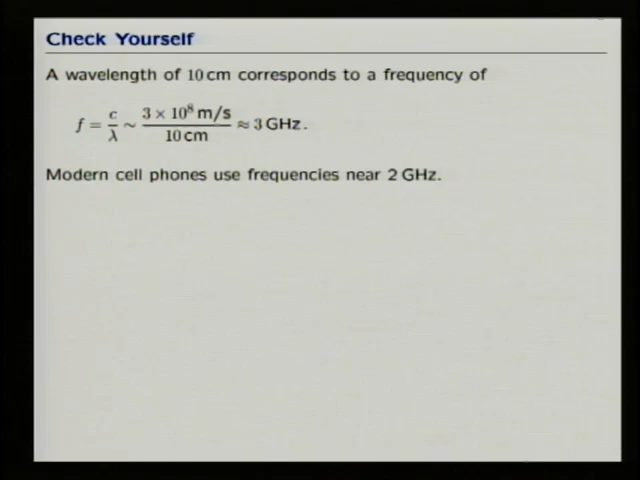 Check Yourself
A wavelength of 10 cm corresponds to a frequency of
f = c/λ ~ 3 × 10⁸ m/s / 10 cm ≈ 3 GHz.
Modern cell phones use frequencies near 2 GHz.